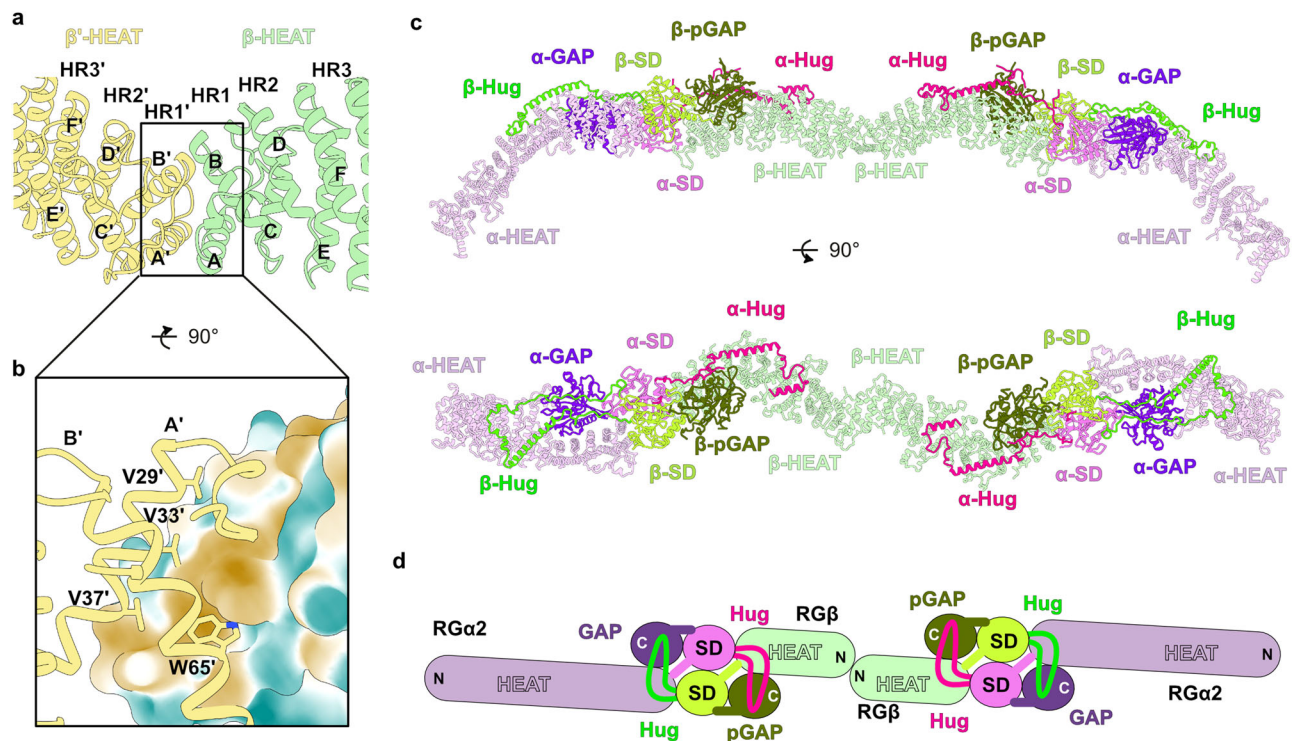 a
β'-HEAT
β-HEAT
HR3'
HR2'
HR1'
HR1
HR2
HR3
F'
D'
B'
B
D
F
E'
C'
A'
A
C
E
90°
b
B'
A'
V29'
V33'
V37'
W65'
c
β-pGAP
β-pGAP
α-GAP
β-SD
α-Hug
α-Hug
β-SD
α-GAP
β-Hug
β-Hug
α-SD
β-HEAT
β-HEAT
α-SD
α-HEAT
α-HEAT
90°
α-Hug
α-SD
β-Hug
α-HEAT
α-GAP
β-HEAT
β-pGAP
β-SD
β-Hug
β-SD
β-pGAP
β-HEAT
α-Hug
α-SD
α-GAP
α-HEAT
d
RGα2
GAP
Hug
RGβ
pGAP
Hug
C
SD
HEAT
N
C
SD
N
HEAT
SD
C
N
HEAT
SD
C
HEAT
N
Hug
pGAP
RGβ
Hug
GAP
RGα2